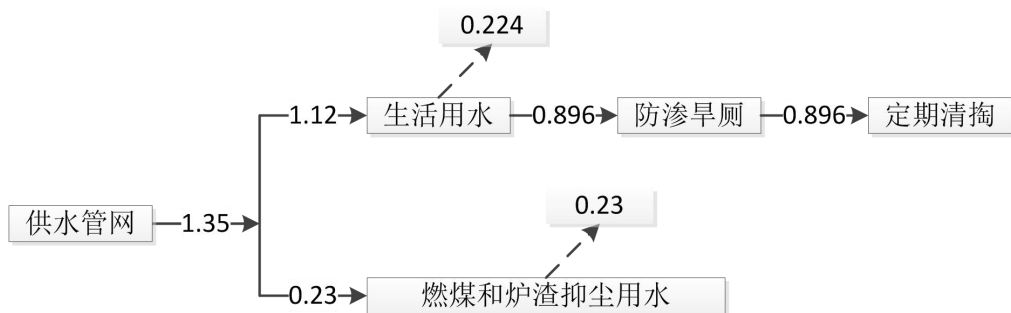 0.224
1.12
生活用水
0.896
防渗旱厕
0.896
定期清掏
供水管网
1.35
0.23
0.23
燃煤和炉渣抑尘用水